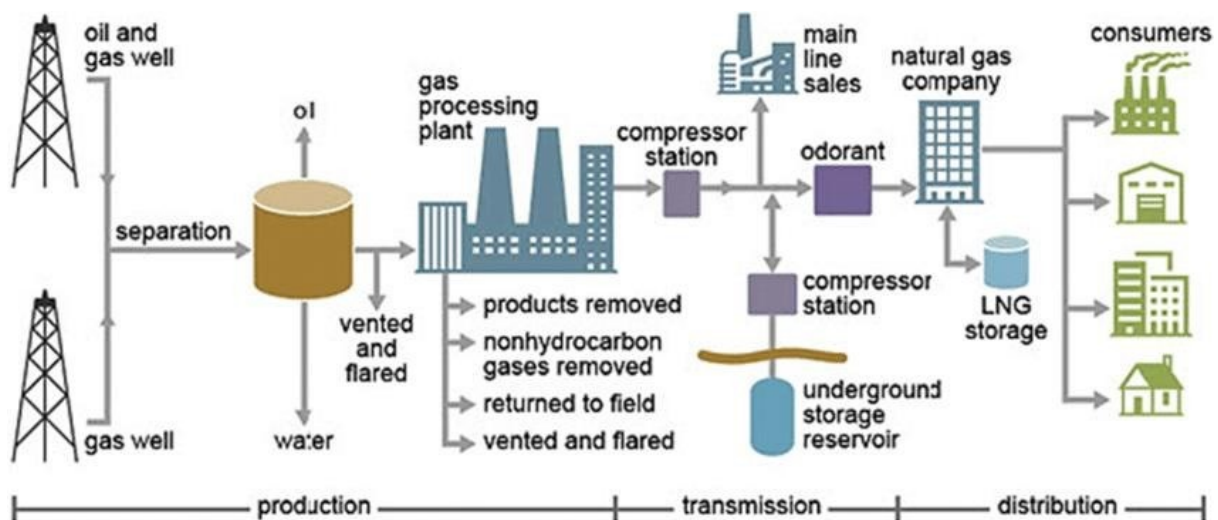 oil and
gas well
ol
separation
gas well
water
vented
and
flared
gas
processing
plant
products removed
nonhydrocarbon
gases removed
returned to field
vented and flared
compressor
station
main
line
sales
odorant
compressor
station
underground
storage
reservoir
natural gas
company
LNG
storage
consumers
production
transmission
distribution